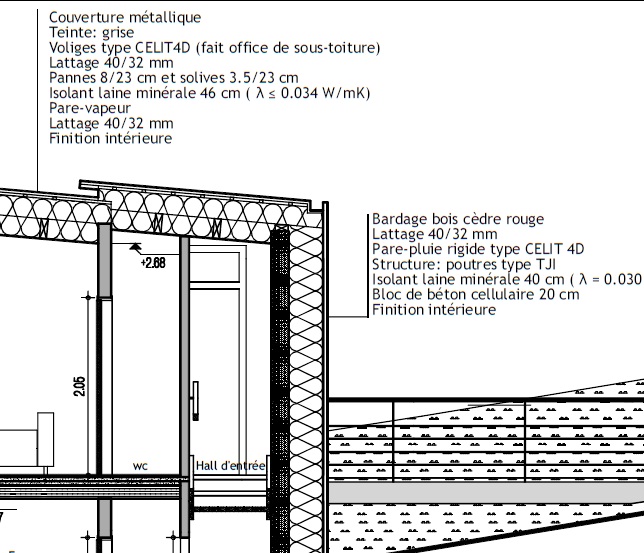 Couverture métallique
Teinte: grise
Voliges type CELIT4D (fait office de sous-toiture)
Lattage 40/32 mm
Pannes 8/23 cm et solives 3.5/23 cm
Isolant laine minérale 46 cm ( λ ≤ 0.034 W/mK)
Pare-vapeur
Lattage 40/32 mm
Finition intérieure
Bardage bois cèdre rouge
Lattage 40/32 mm
Pare-pluie rigide type CELIT 4D
Structure: poutres type TJI
Isolant laine minérale 40 cm ( λ = 0.030
Bloc de béton cellulaire 20 cm
Finition intérieure
+2.68
2.05
wc
Hall d'entrée
7